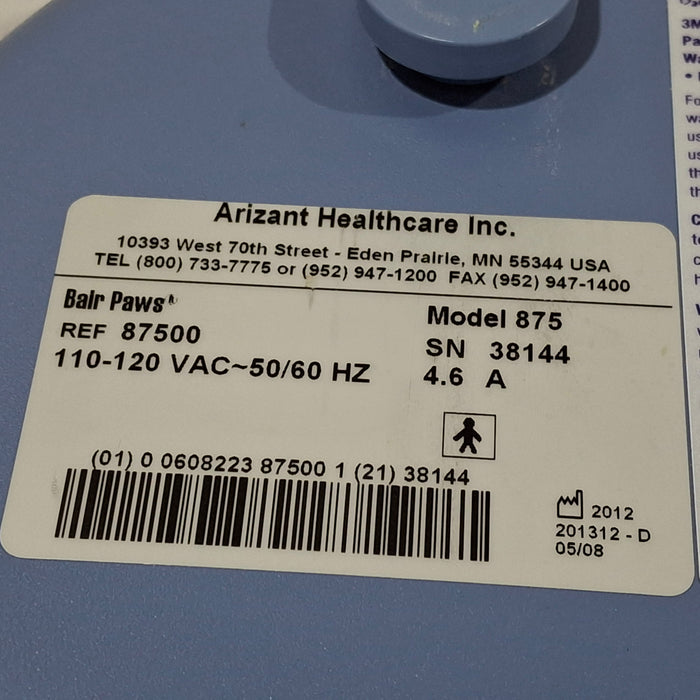 Arizant Healthcare Inc.
10393 West 70th Street - Eden Prairie, MN 55344 USA
TEL (800) 733-7775 or (952) 947-1200 FAX (952) 947-1400
Bair Paws
Model 875
REF 87500
SN 38144
110-120 VAC~50/60 HZ
4.6 A
(01) 0 0608223 87500 1 (21) 38144
2012
201312 - D
05/08
3M